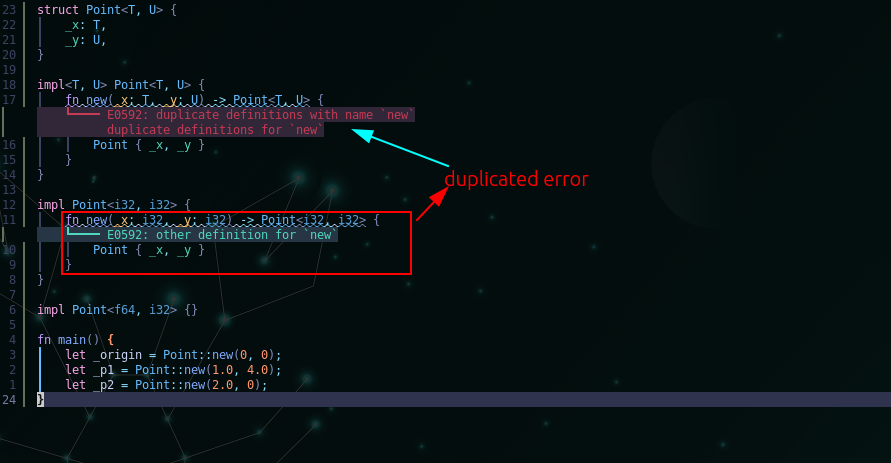 23 struct Point<T, U> {
22     _x: T,
21     _y: U,
20 }
19
18 impl<T, U> Point<T, U> {
17     fn new(_x: T, _y: U) -> Point<T, U> {
E0592: duplicate definitions with name `new`
duplicate definitions for `new`
16         Point { _x, _y }
15     }
14 }
duplicated error
13
12 impl Point<i32, i32> {
11     fn new(_x: i32, _y: i32) -> Point<i32, i32> {
E0592: other definition for `new`
10         Point { _x, _y }
9     }
8 }
7
6 impl Point<f64, i32> {}
5
4 fn main() {
3     let _origin = Point::new(0, 0);
2     let _p1 = Point::new(1.0, 4.0);
1     let _p2 = Point::new(2.0, 0);
24 }